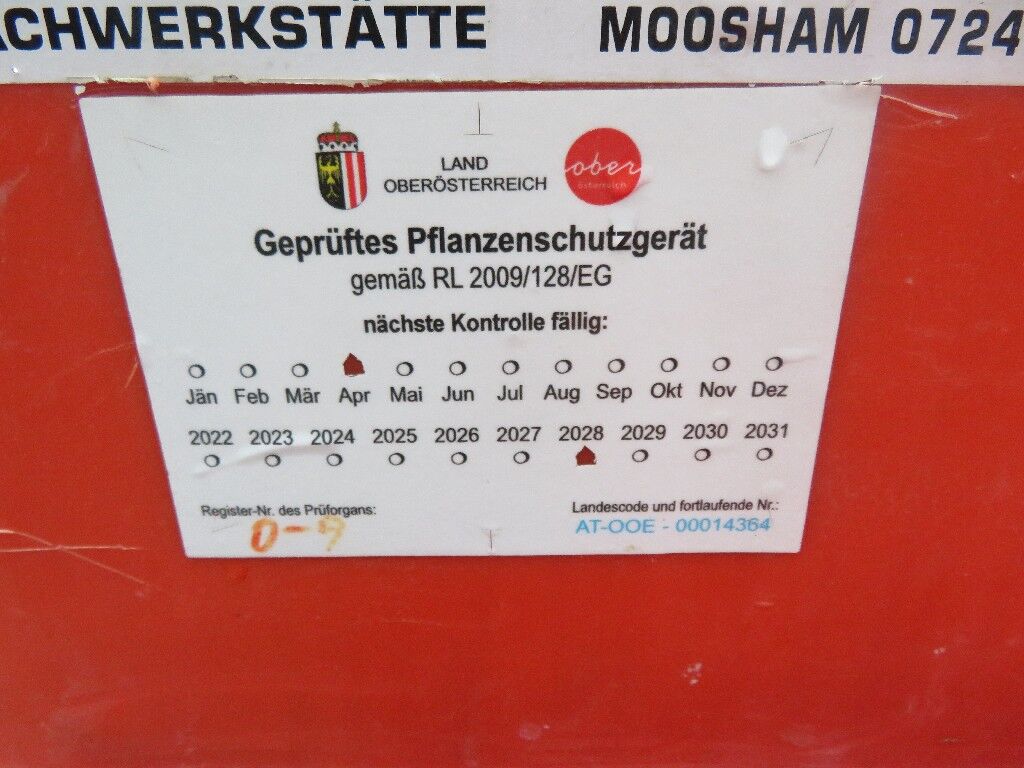 CHWERKSTÄTTE MOOSHAM 0724
LAND
OBERÖSTERREICH
ober
österreich
Geprüftes Pflanzenschutzgerät
gemäß RL 2009/128/EG
nächste Kontrolle fällig:
Jän Feb Mär Apr Mai Jun Jul Aug Sep Okt Nov Dez
2022 2023 2024 2025 2026 2027 2028 2029 2030 2031
Register-Nr. des Prüforgans:
0-9
Landescode und fortlaufende Nr.:
AT-OOE - 00014364